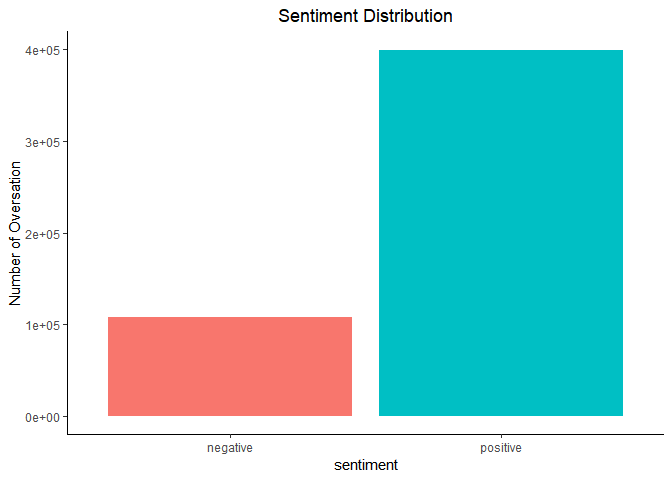 Sentiment Distribution
Number of Oversation
4e+05
3e+05
2e+05
1e+05
0e+00
negative
positive
sentiment